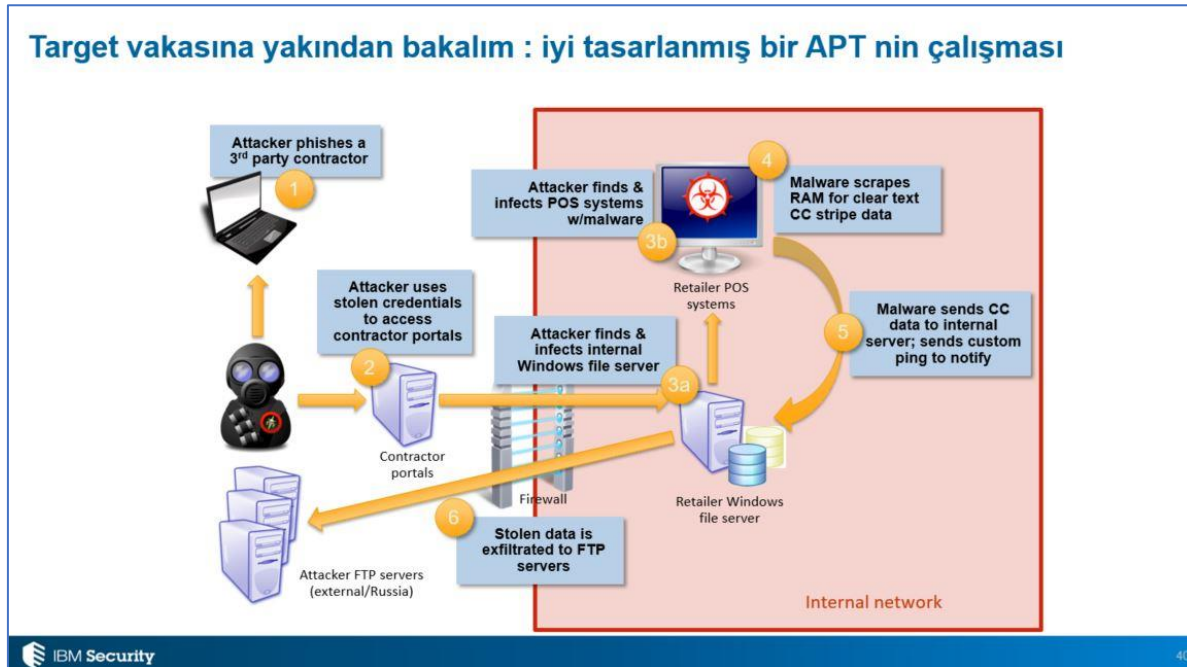 Target vakasına yakından bakalım : iyi tasarlanmış bir APT nin çalışması
Attacker phishes a
3rd party contractor
1
Attacker uses
stolen credentials
to access
contractor portals
2
Contractor
portals
Attacker finds &
infects internal
Windows file server
3a
Firewall
Retailer Windows
file server
Attacker finds &
infects POS systems
w/malware
3b
Retailer POS
systems
4
Malware scrapes
RAM for clear text
CC stripe data
5
Malware sends CC
data to internal
server; sends custom
ping to notify
6
Stolen data is
exfiltrated to FTP
servers
Attacker FTP servers
(external/Russia)
Internal network
IBM Security
40